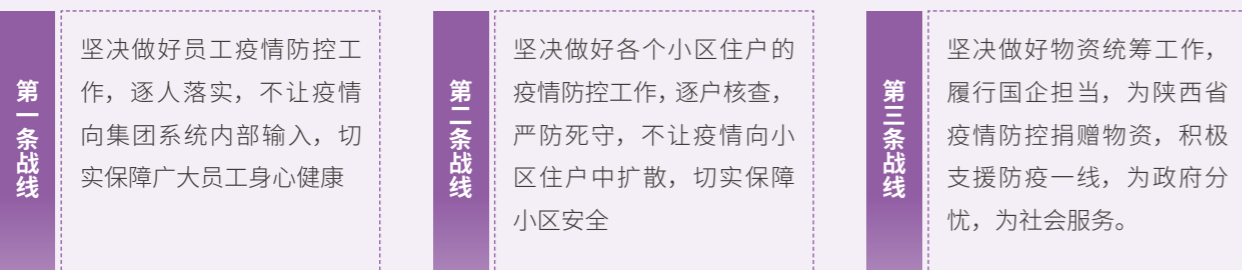 第一条战线
坚决做好员工疫情防控工
作，逐人落实，不让疫情
向集团系统内部输入，切
实保障广大员工身心健康
第二条战线
坚决做好各个小区住户的
疫情防控工作，逐户核查，
严防死守，不让疫情向小
区住户中扩散，切实保障
小区安全
第三条战线
坚决做好物资统筹工作，
履行国企担当，为陕西省
疫情防控捐赠物资，积极
支援防疫一线，为政府分
忧，为社会服务。